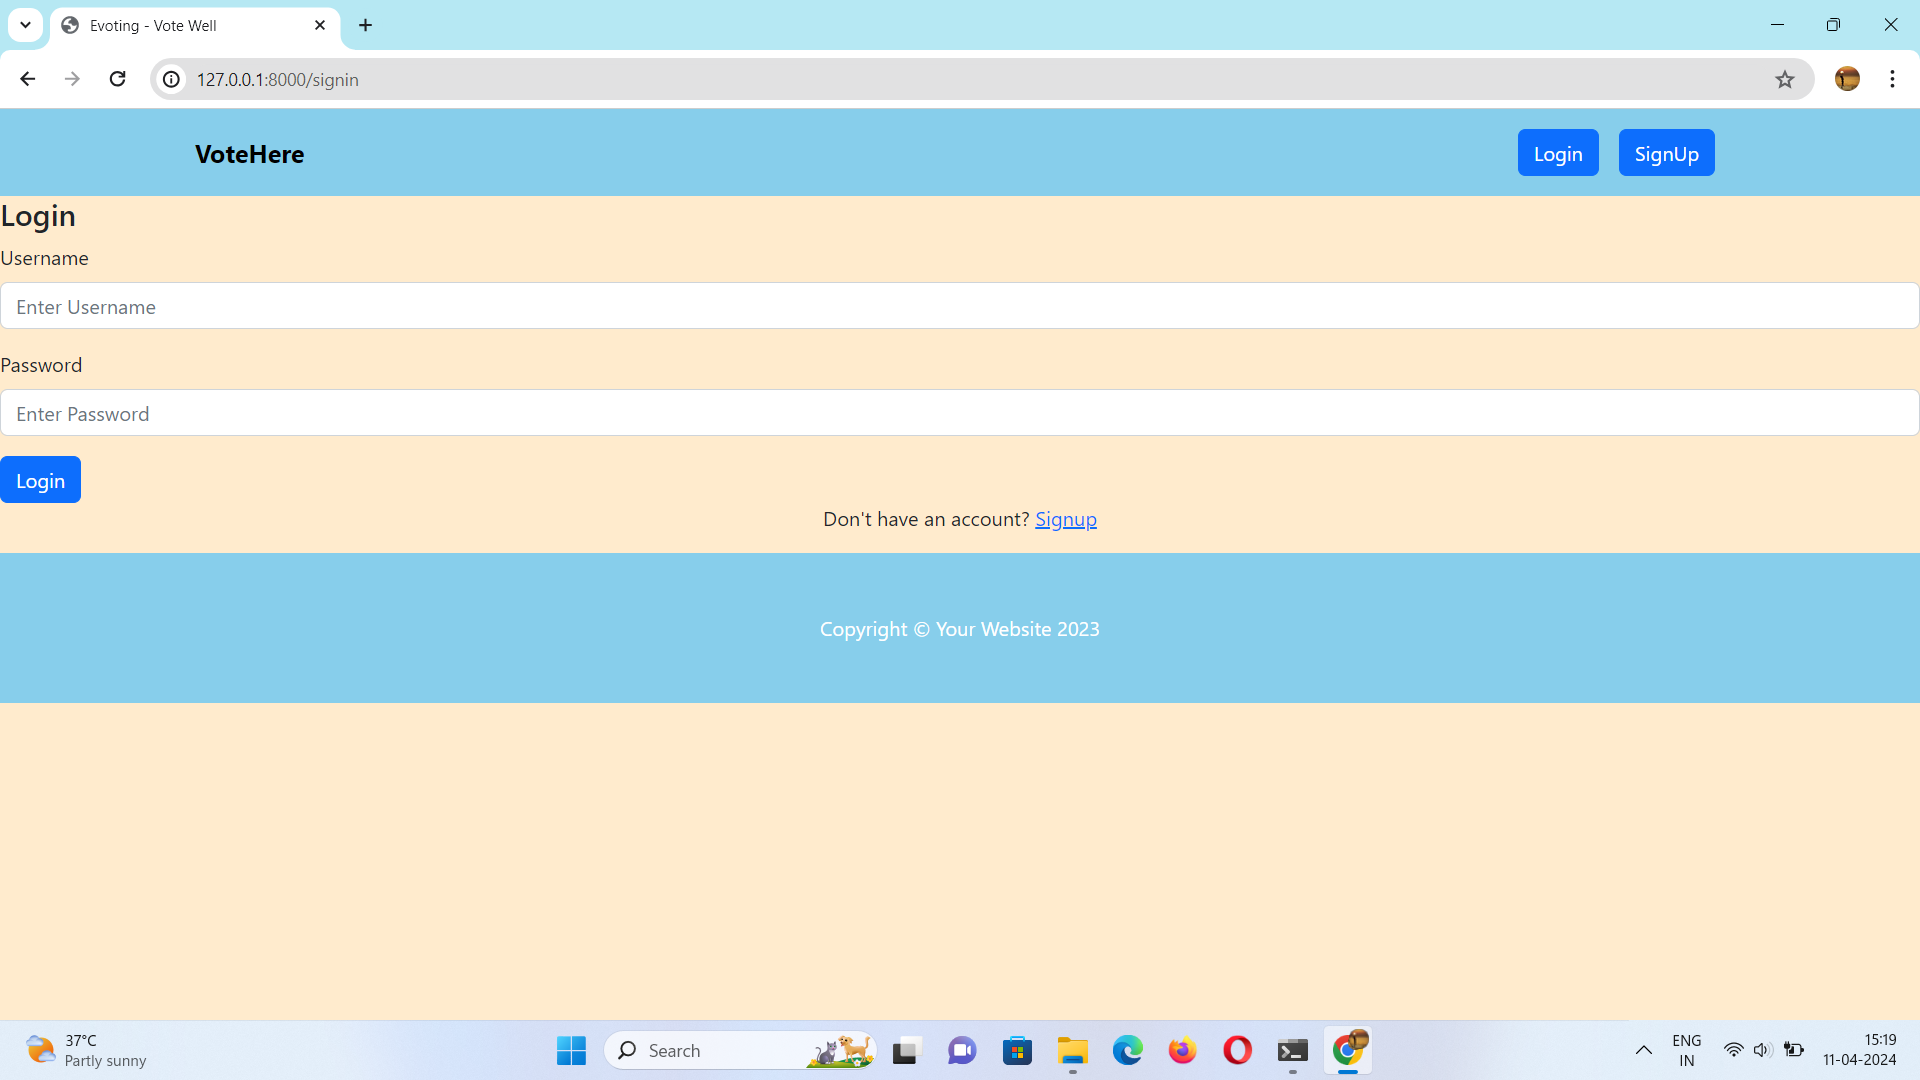 Evoting - Vote Well
127.0.0.1:8000/signin
VoteHere
Login
SignUp
Login
Username
Enter Username
Password
Enter Password
Login
Don't have an account? Signup
Copyright © Your Website 2023
37°C
Partly sunny
Search
ENG
IN
15:19
11-04-2024